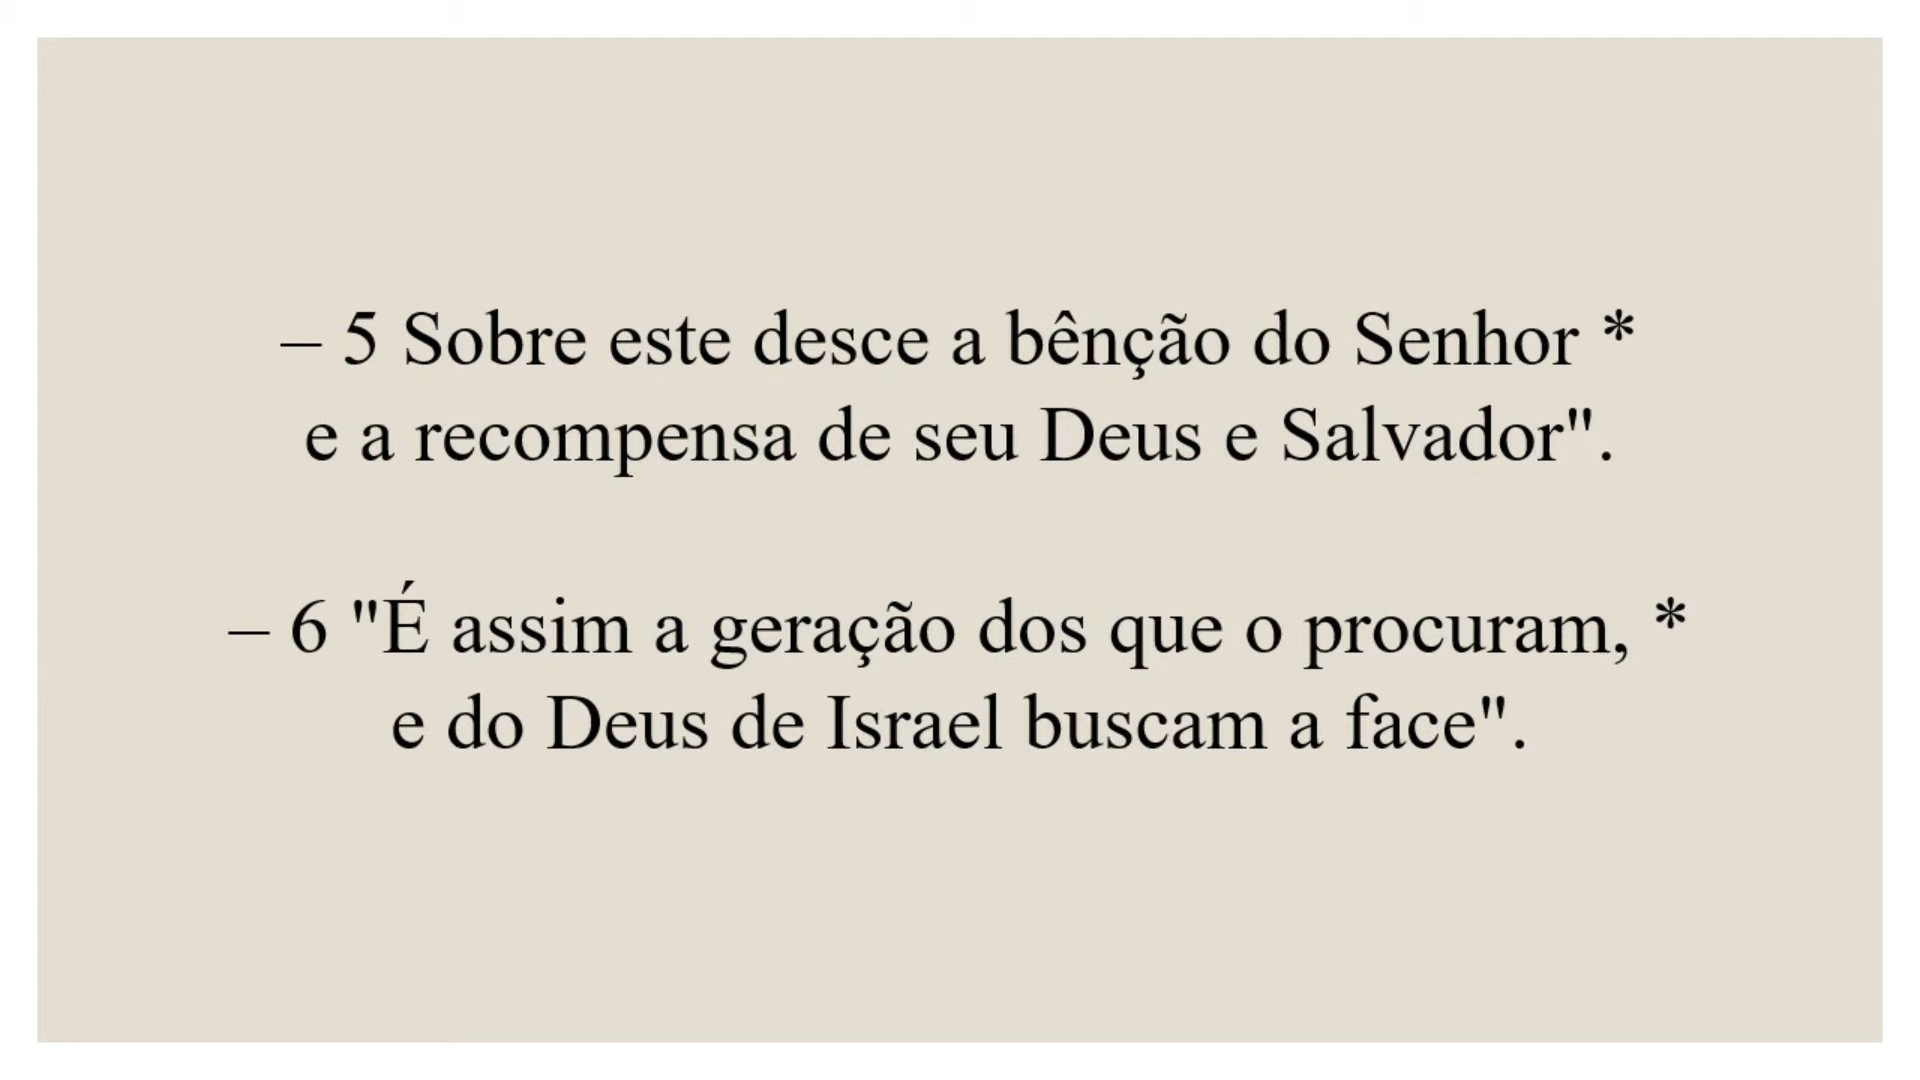 – 5 Sobre este desce a bênção do Senhor *
e a recompensa de seu Deus e Salvador".
– 6 "É assim a geração dos que o procuram, *
e do Deus de Israel buscam a face".